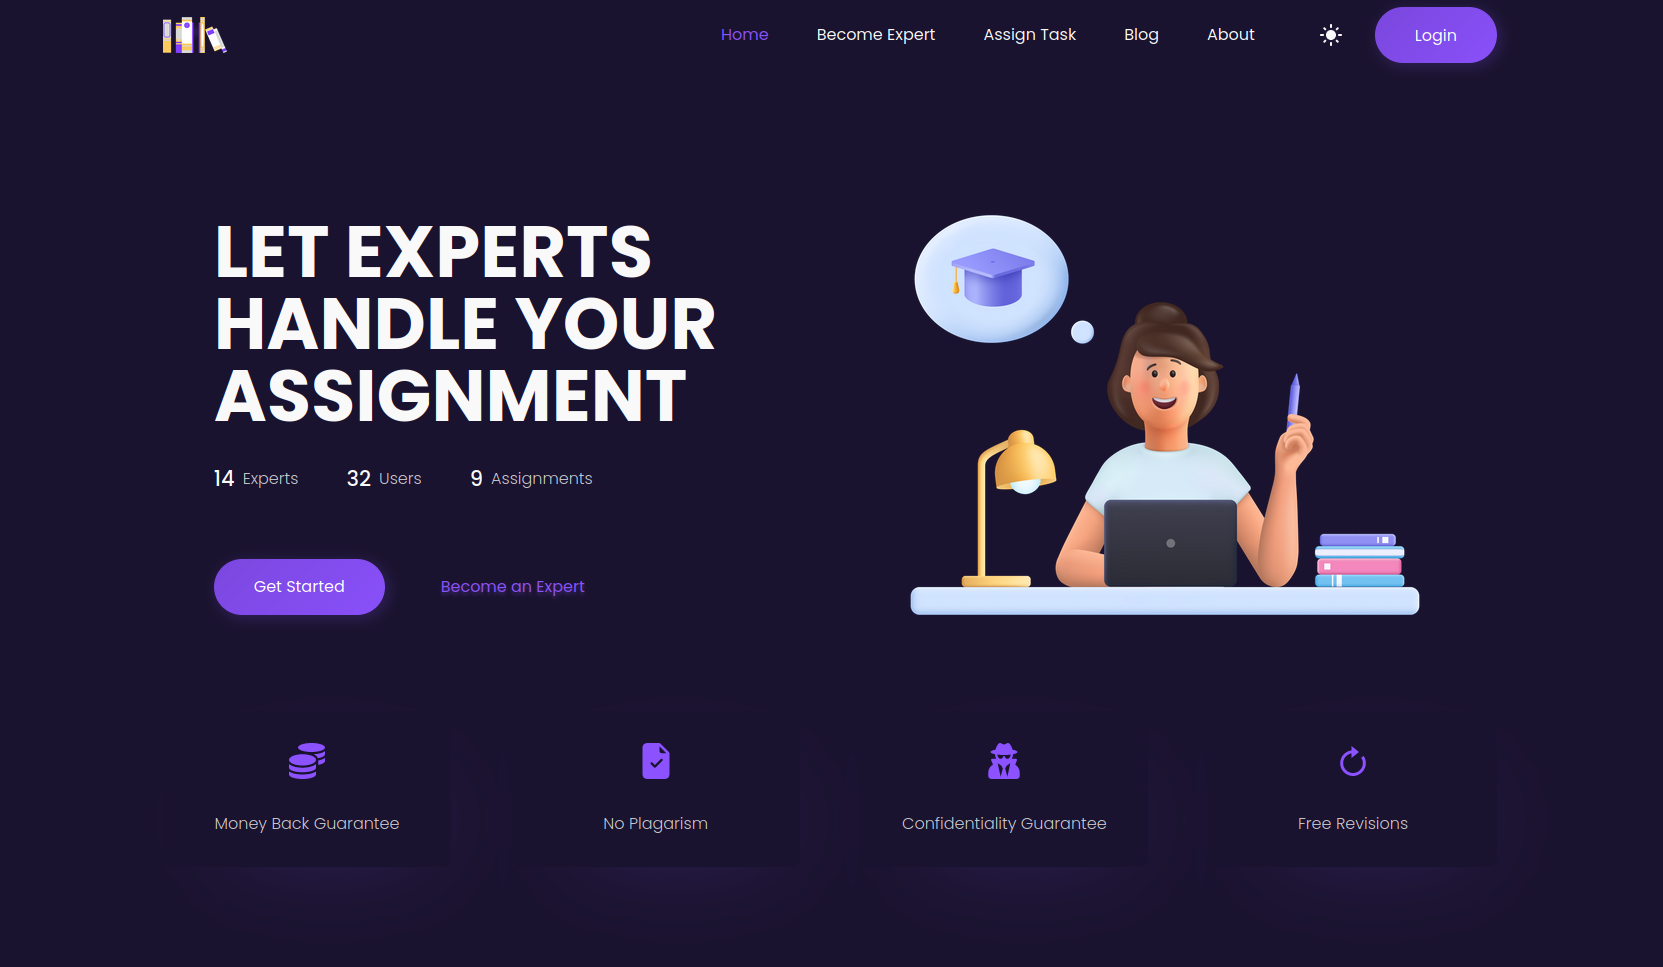 Home Become Expert Assign Task Blog About Login
LET EXPERTS
HANDLE YOUR
ASSIGNMENT
14 Experts 32 Users 9 Assignments
Get Started Become an Expert
Money Back Guarantee No Plagarism Confidentiality Guarantee Free Revisions